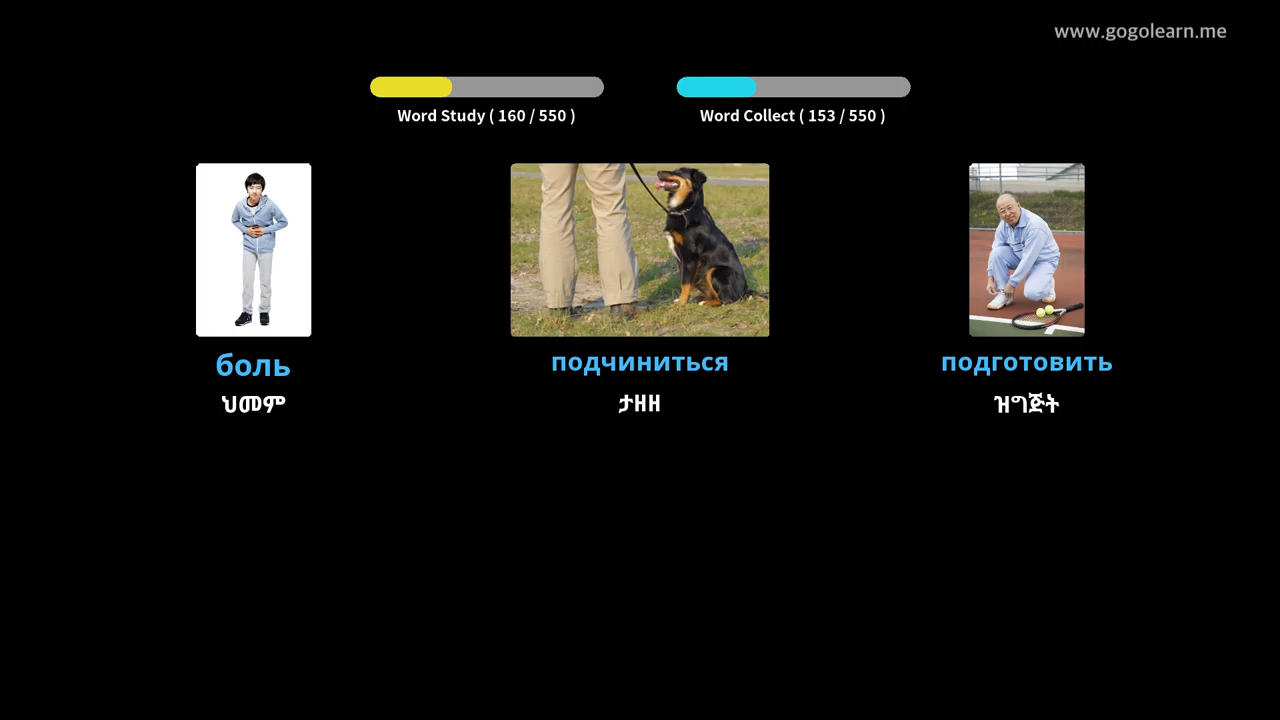 www.gogolearn.me
Word Study ( 160 / 550 )
Word Collect ( 153 / 550 )
боль
подчиниться
подготовить
ህመም
ታዘዘ
ዝግጅት